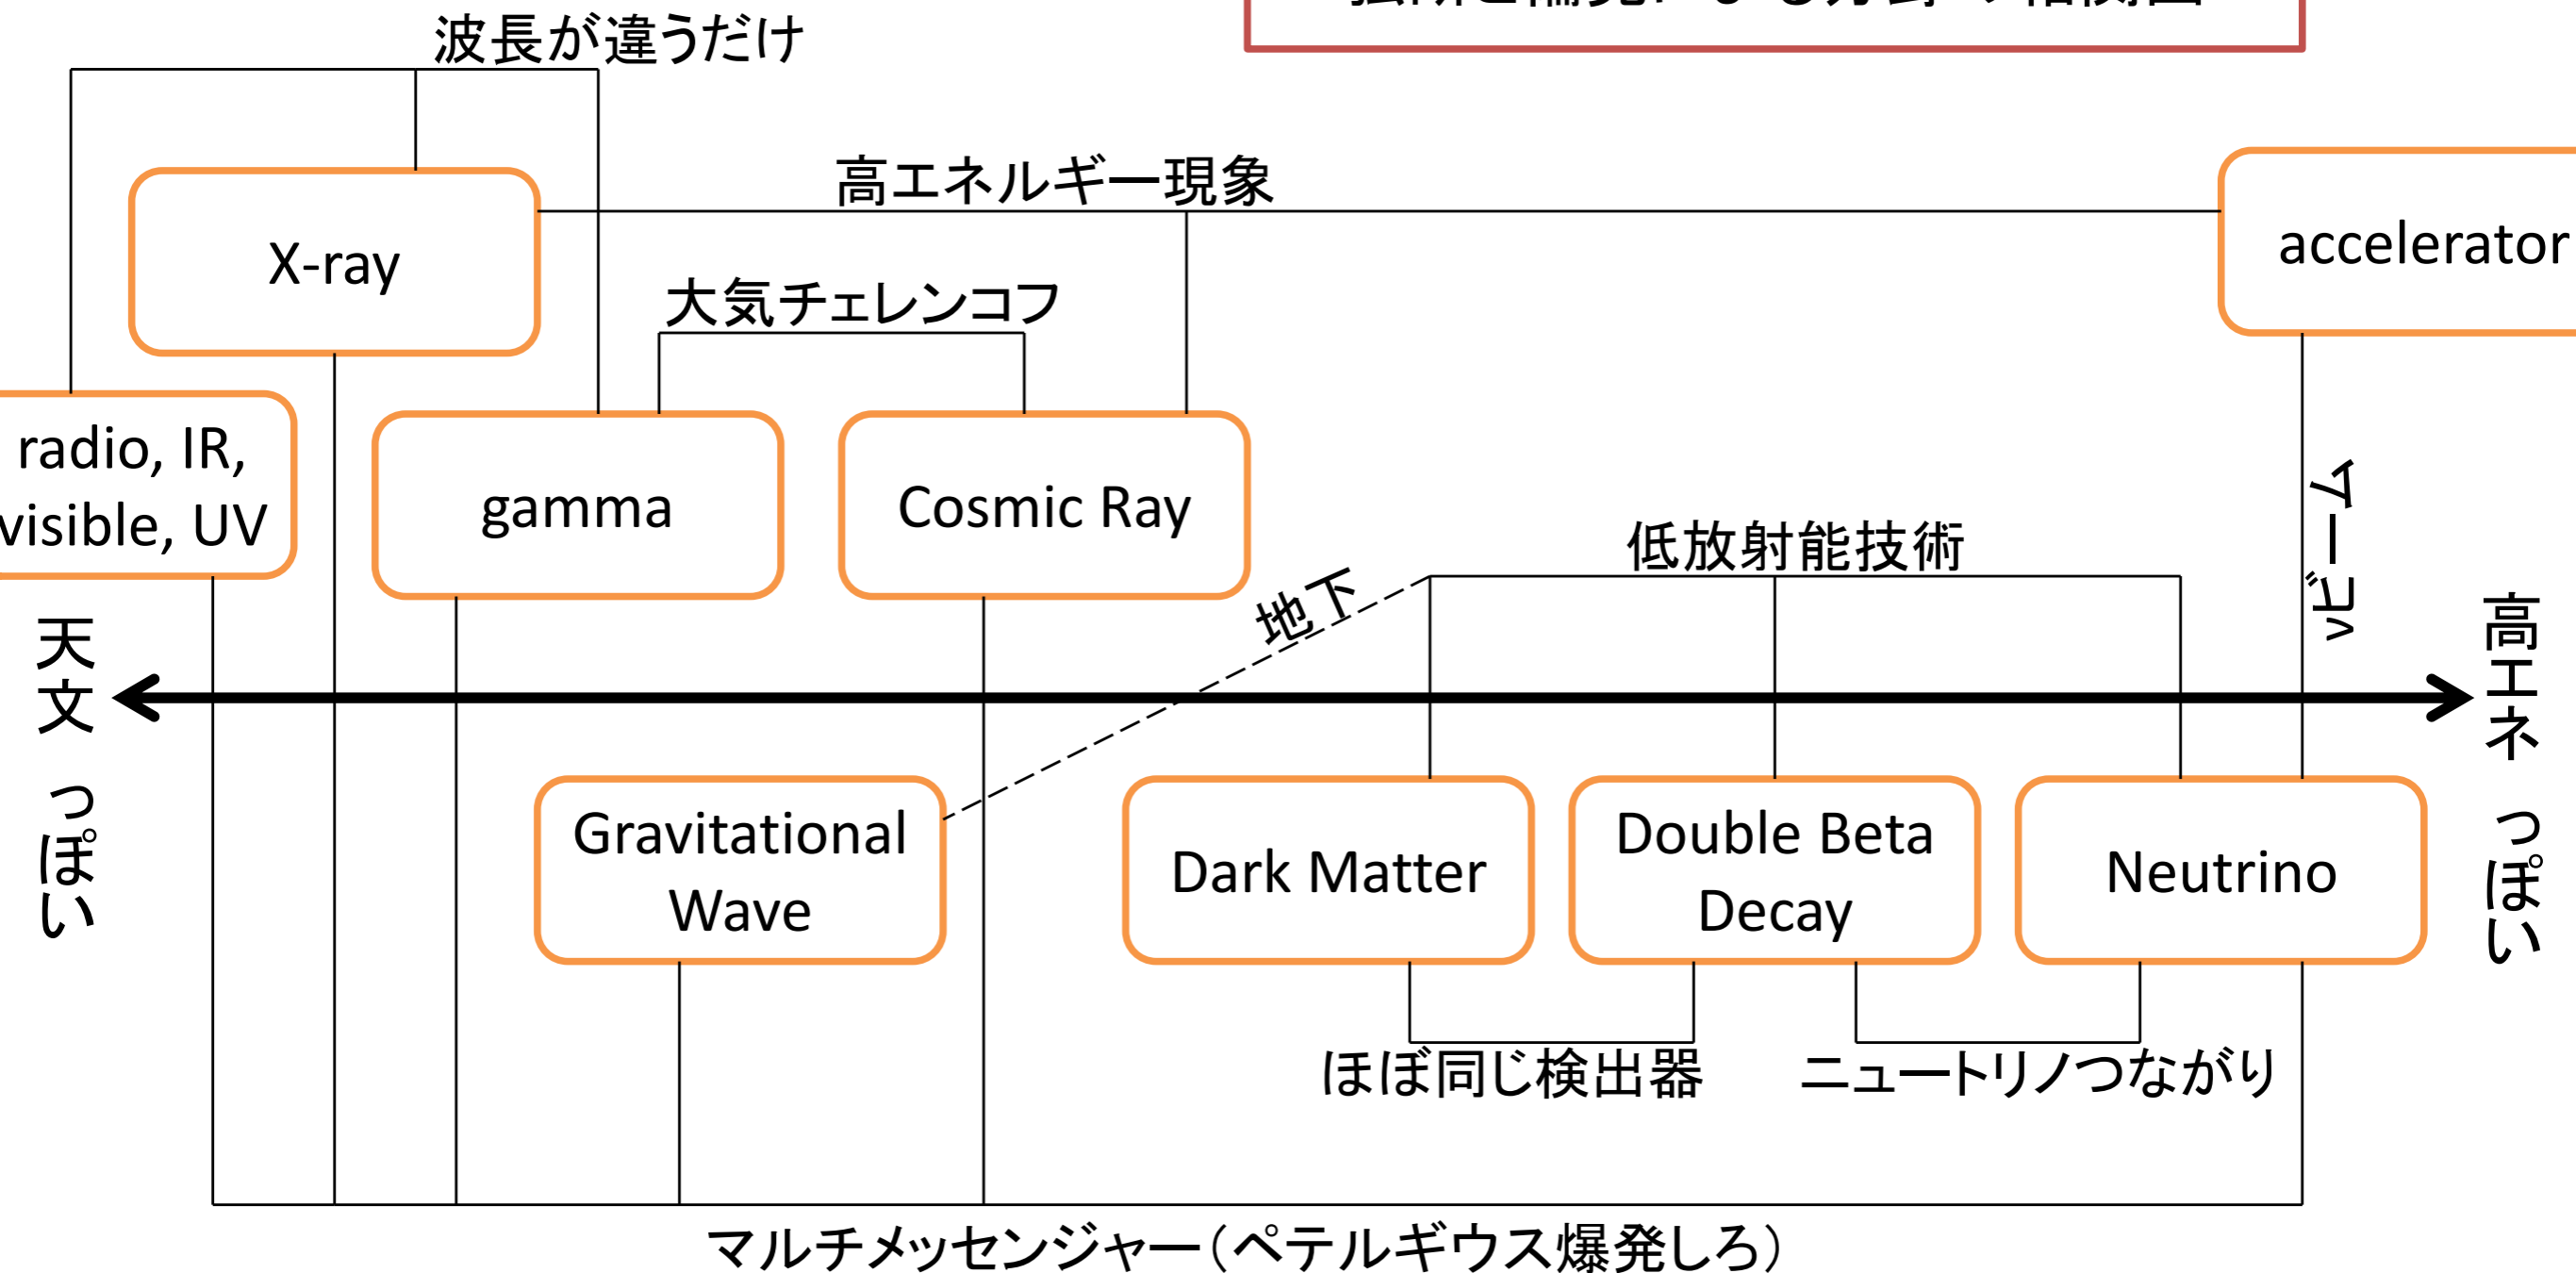 波長が違うだけ
高エネルギー現象
X-ray
accelerator
大気チェレンコフ
radio, IR,
visible, UV
gamma
Cosmic Ray
ビーム
低放射能技術
地下
天文 っぽい
高エネ っぽい
Gravitational
Wave
Dark Matter
Double Beta
Decay
Neutrino
ほぼ同じ検出器
ニュートリノつながり
マルチメッセンジャー（ペテルギウス爆発しろ）